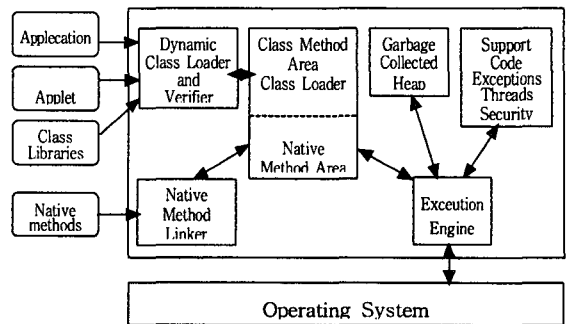 Applecation
Applet
Class
Libraries
Native
methods
Dynamic
Class Loader
and
Verifier
Class Method
Area
Class Loader
Native
Method Area
Native
Method
Linker
Garbage
Collected
Heap
Support
Code
Exceptions
Threads
Security
Exceution
Engine
Operating System